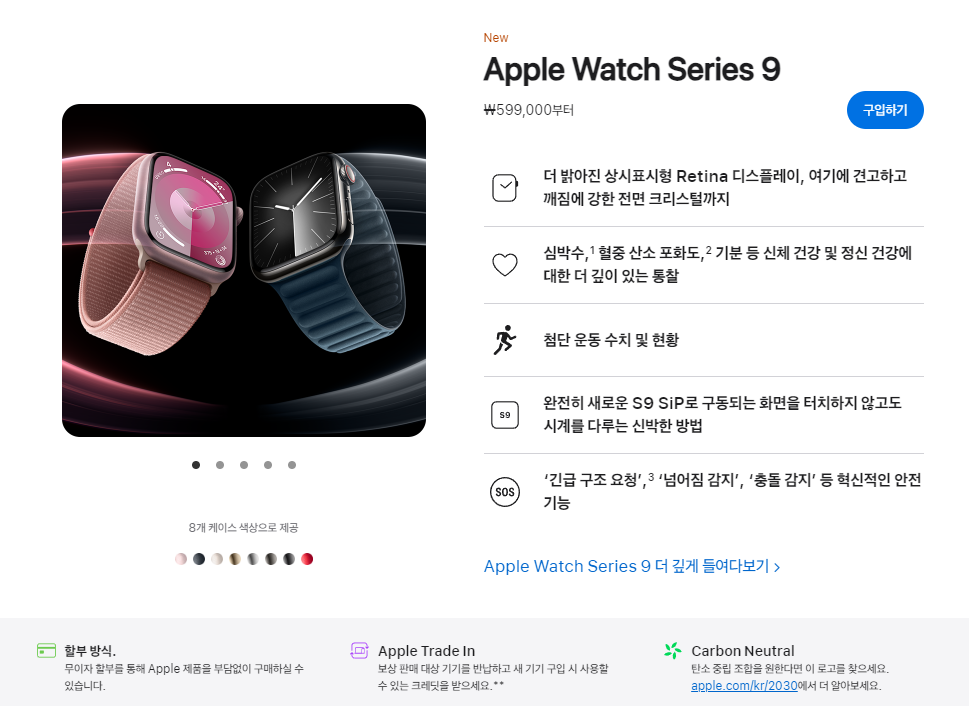 New
Apple Watch Series 9
₩599,000부터
구입하기
더 밝아진 상시표시형 Retina 디스플레이, 여기에 견고하고
깨짐에 강한 전면 크리스털까지
심박수,¹ 혈중 산소 포화도,² 기분 등 신체 건강 및 정신 건강에
대한 더 깊이 있는 통찰
첨단 운동 수치 및 현황
S9
완전히 새로운 S9 SiP로 구동되는 화면을 터치하지 않고도
시계를 다루는 신박한 방법
SOS
‘긴급 구조 요청’,³ ‘넘어짐 감지’, ‘충돌 감지’ 등 혁신적인 안전
기능
8개 케이스 색상으로 제공
Apple Watch Series 9 더 깊게 들여다보기 >
할부 방식.
무이자 할부를 통해 Apple 제품을 부담없이 구매하실 수
있습니다.
Apple Trade In
보상 판매 대상 기기를 반납하고 새 기기 구입 시 사용할
수 있는 크레딧을 받으세요.**
Carbon Neutral
탄소 중립 조합을 원한다면 이 로고를 찾으세요.
apple.com/kr/2030에서 더 알아보세요.